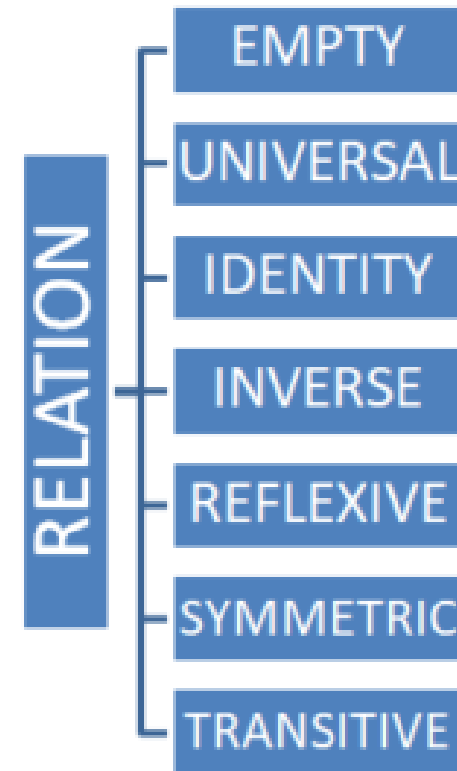 RELATION
EMPTY
UNIVERSAL
IDENTITY
INVERSE
REFLEXIVE
SYMMETRIC
TRANSITIVE